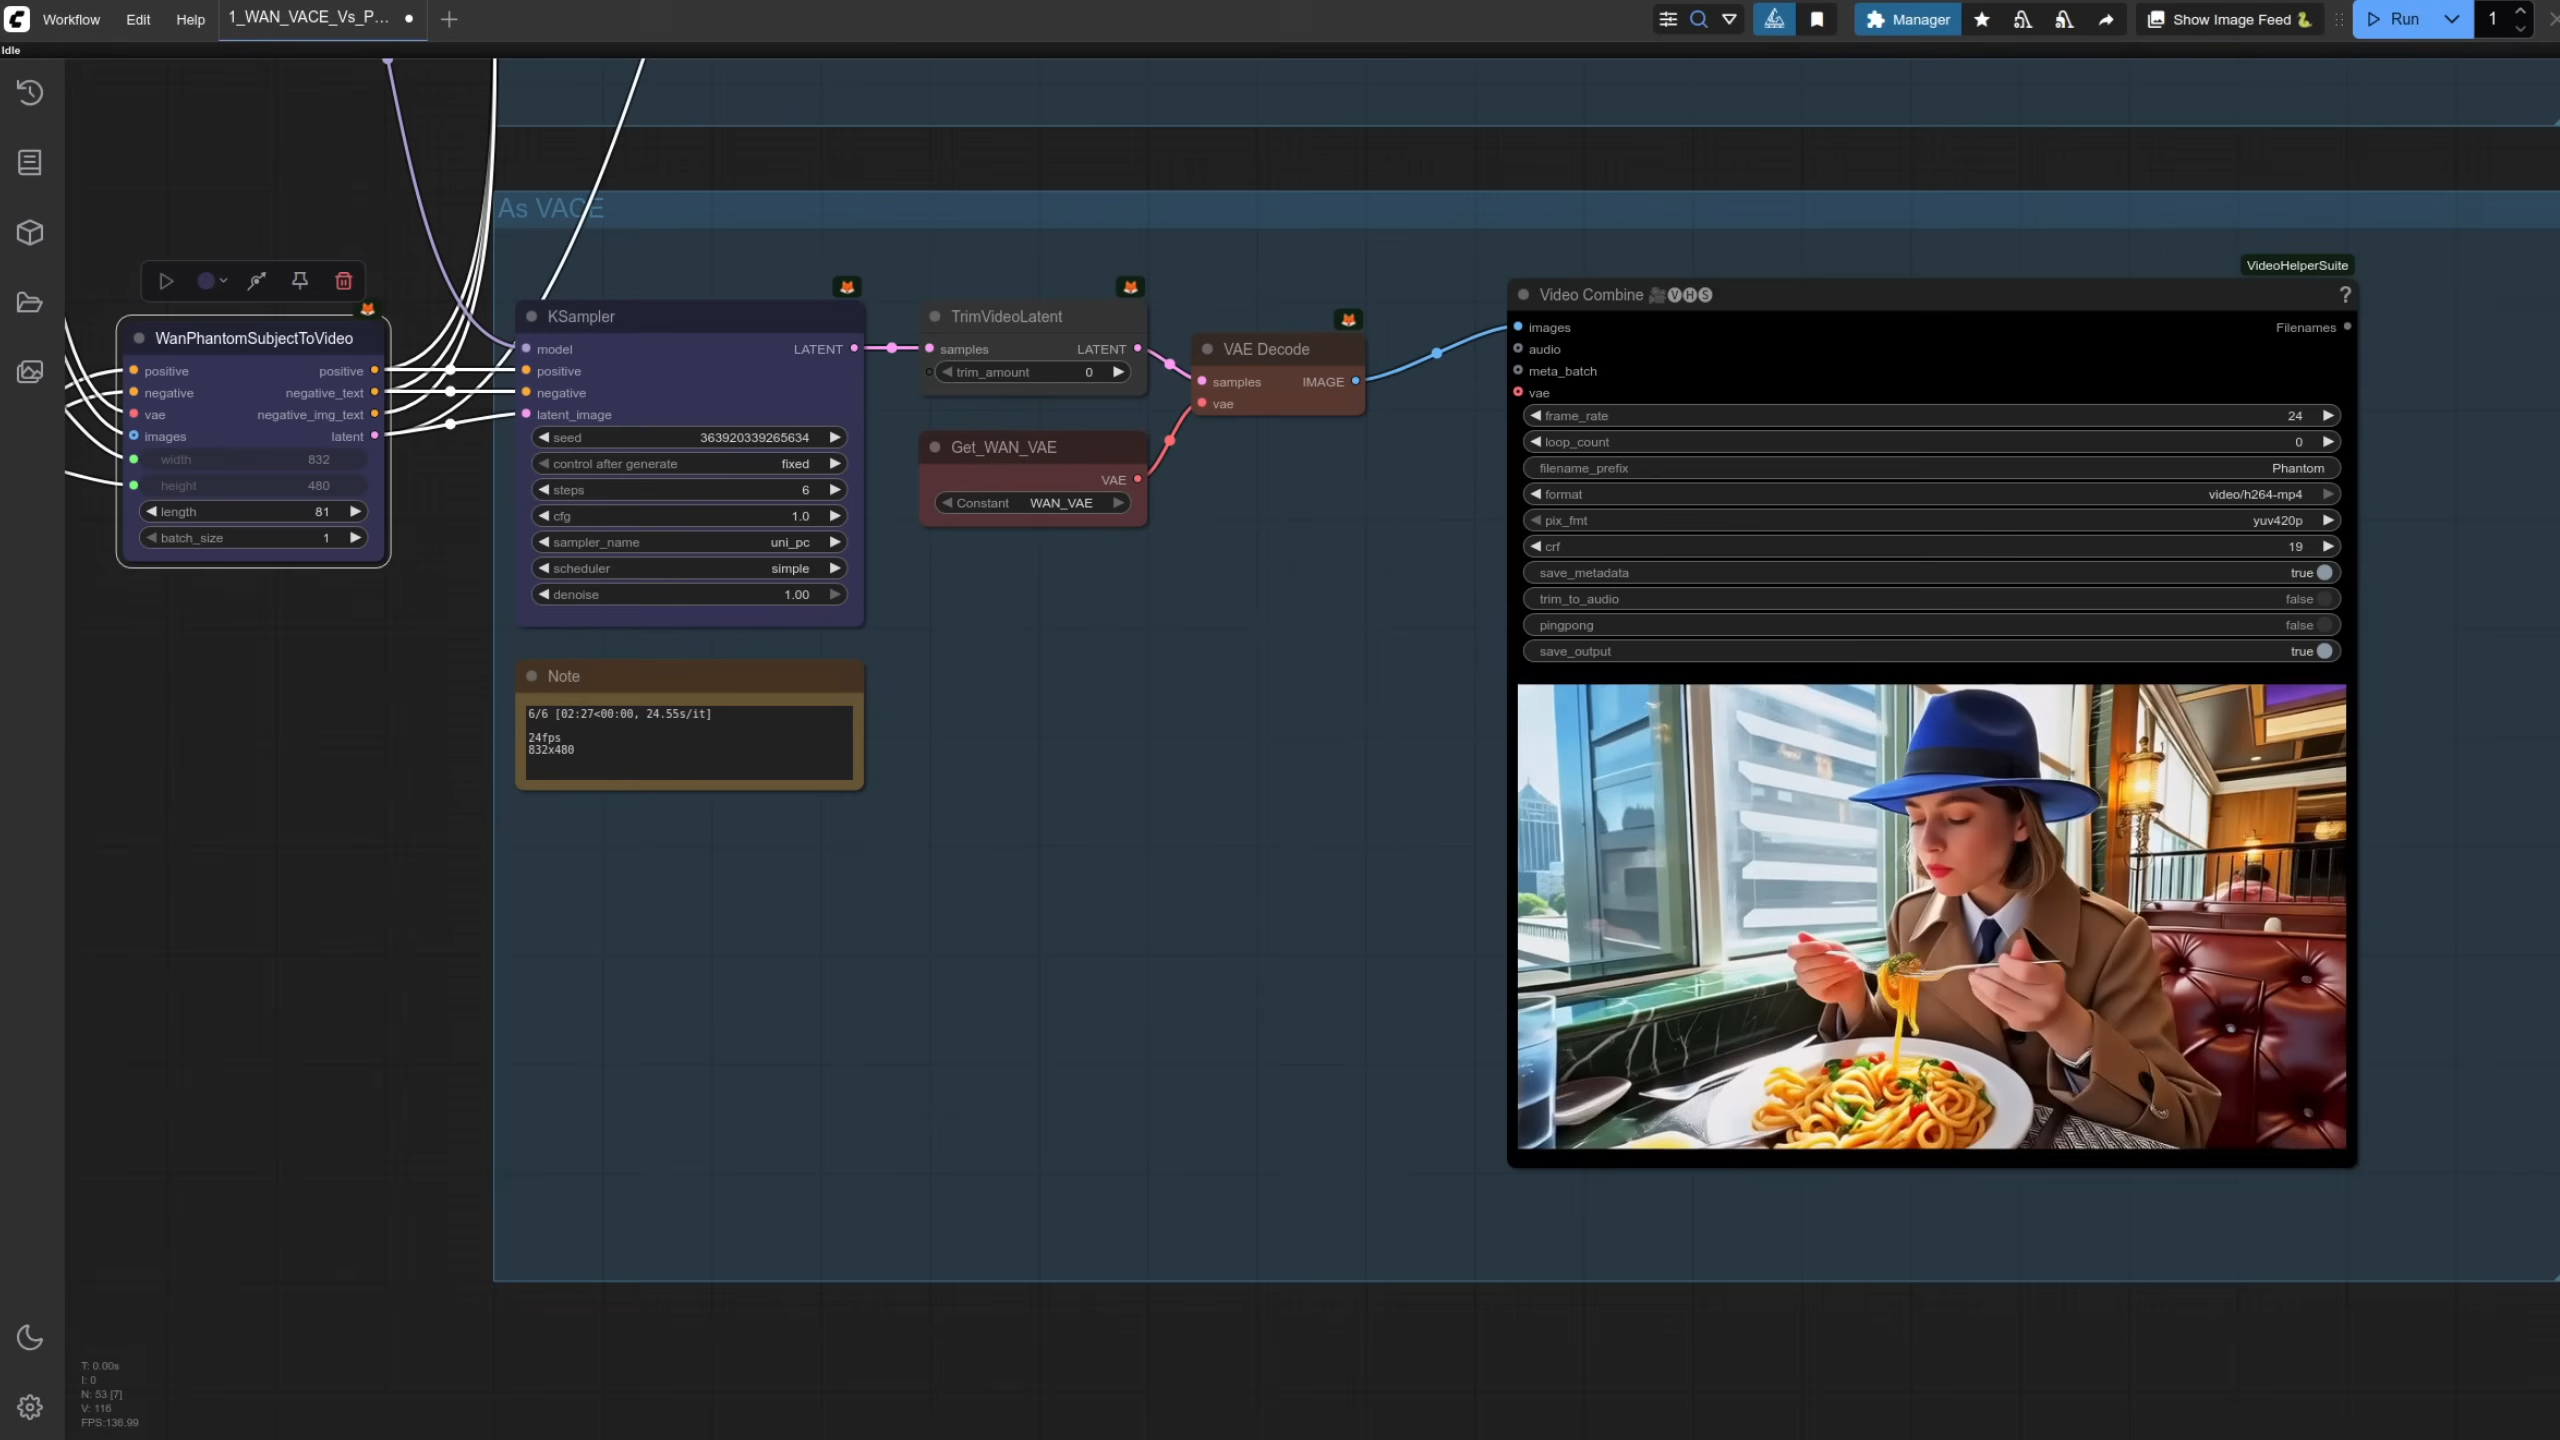 Workflow Edit Help 1_WAN_VACE_Vs_P...
Manager Show Image Feed Run 1
Idle
As VACE
WanPhantomSubjectToVideo
positive positive
negative negative_text
vae negative_img_text
images latent
width 832
height 480
length 81
batch_size 1
KSampler
model LATENT
positive
negative
latent_image
seed 363920339265634
control after generate fixed
steps 6
cfg 1.0
sampler_name uni_pc
scheduler simple
denoise 1.00
Note
6/6 [02:27<00:00, 24.55s/it]
24fps
832x480
TrimVideoLatent
samples LATENT
trim_amount 0
Get_WAN_VAE
VAE
Constant WAN_VAE
VAE Decode
samples IMAGE
vae
VideoHelperSuite
Video Combine VHS ?
images Filenames
audio
meta_batch
vae
frame_rate 24
loop_count 0
filename_prefix Phantom
format video/h264-mp4
pix_fmt yuv420p
crf 19
save_metadata true
trim_to_audio false
pingpong false
save_output true
T: 0.00s
I: 0
N: 53 [7]
V: 116
FPS:136.99